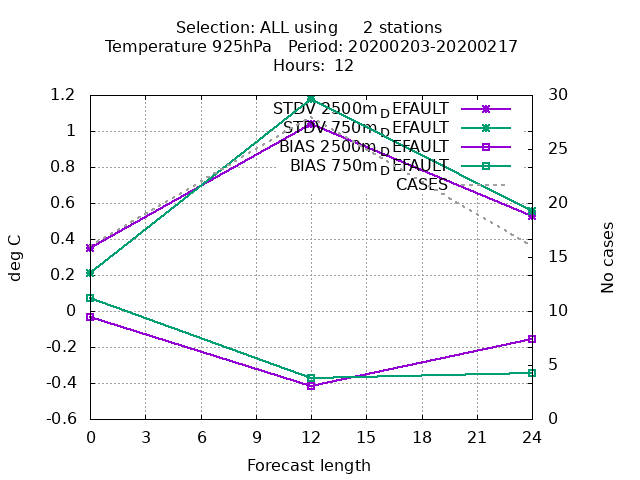 Selection: ALL using     2 stations
Temperature 925hPa   Period: 20200203-20200217
Hours:  12
STDV 2500m_DEFAULT
STDV 750m_DEFAULT
BIAS 2500m_DEFAULT
BIAS 750m_DEFAULT
CASES
1.2
1
0.8
0.6
0.4
0.2
0
-0.2
-0.4
-0.6
deg C
30
25
20
15
10
5
0
No cases
0 3 6 9 12 15 18 21 24
Forecast length